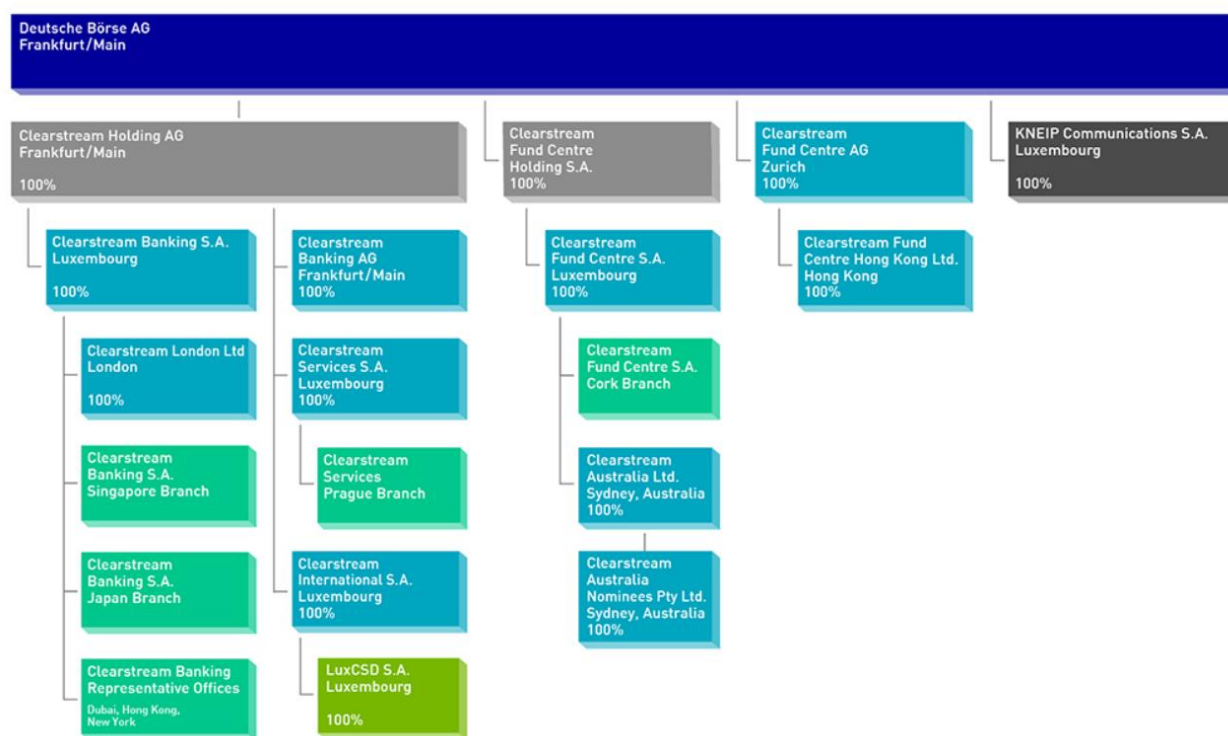 Deutsche Börse AG
Frankfurt/Main
Clearstream Holding AG
Frankfurt/Main
100%
Clearstream
Fund Centre
Holding S.A.
100%
Clearstream
Fund Centre AG
Zurich
100%
KNEIP Communications S.A.
Luxembourg
100%
Clearstream Banking S.A.
Luxembourg
100%
Clearstream
Banking AG
Frankfurt/Main
100%
Clearstream
Fund Centre S.A.
Luxembourg
100%
Clearstream Fund
Centre Hong Kong Ltd.
Hong Kong
100%
Clearstream London Ltd
London
100%
Clearstream
Services S.A.
Luxembourg
100%
Clearstream
Fund Centre S.A.
Cork Branch
Clearstream
Banking S.A.
Singapore Branch
Clearstream
Services
Prague Branch
Clearstream
Australia Ltd.
Sydney, Australia
100%
Clearstream
Banking S.A.
Japan Branch
Clearstream
International S.A.
Luxembourg
100%
Clearstream
Australia
Nominees Pty Ltd.
Sydney, Australia
100%
Clearstream Banking
Representative Offices
Dubai, Hong Kong,
New York
LuxCSD S.A.
Luxembourg
100%